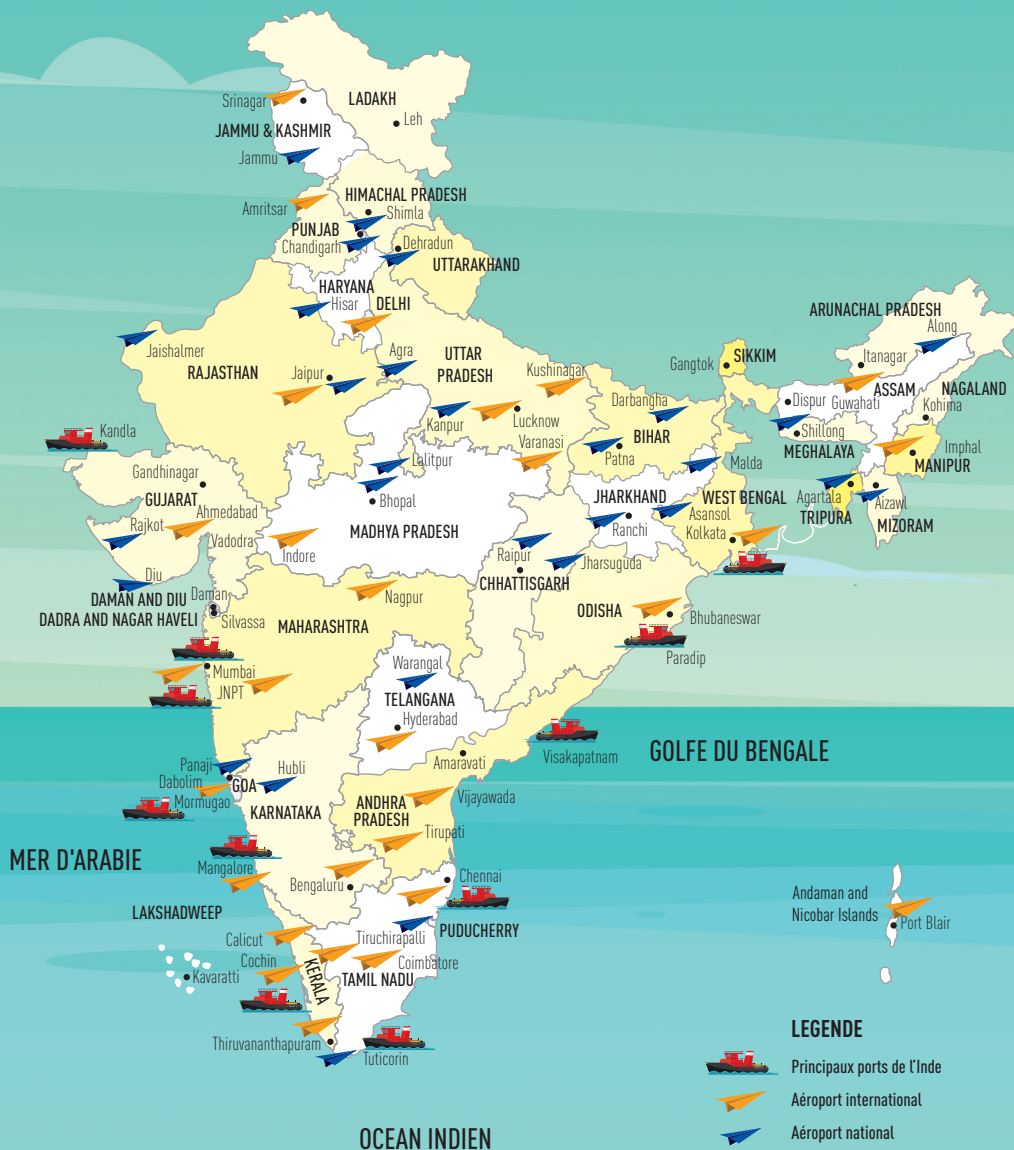 Srinagar
LADAKH
Leh
JAMMU & KASHMIR
Jammu
HIMACHAL PRADESH
Amritsar
Shimla
PUNJAB
Chandigarh
Dehradun
UTTARAKHAND
HARYANA
Hisar
DELHI
ARUNACHAL PRADESH
Along
Jaishalmer
Agra
UTTAR
PRADESH
Gangtok
SIKKIM
Itanagar
RAJASTHAN
Jaipur
Kushinagar
ASSAM
NAGALAND
Darbangha
Dispur
Guwahati
Kohima
Kanpur
Lucknow
Kandla
Varanasi
BIHAR
Shillong
Patna
MEGHALAYA
Imphal
Lalitpur
Malda
MANIPUR
Gandhinagar
GUJARAT
Bhopal
JHARKHAND
WEST BENGAL
Agartala
Aizawl
Ahmedabad
Asansol
TRIPURA
Rajkot
MADHYA PRADESH
Ranchi
Kolkata
MIZORAM
Vadodra
Indore
Raipur
Jharsuguda
Diu
CHHATTISGARH
DAMAN AND DIU
Daman
Nagpur
DADRA AND NAGAR HAVELI
Silvassa
MAHARASHTRA
ODISHA
Bhubaneswar
Paradip
Mumbai
JNPT
Warangal
TELANGANA
Hyderabad
Visakapatnam
GOLFE DU BENGALE
Amaravati
Panaji
Hubli
Dabolim
GOA
Mormugao
KARNATAKA
ANDHRA
PRADESH
Vijayawada
Tirupati
MER D'ARABIE
Mangalore
Bengaluru
Chennai
Andaman and
Nicobar Islands
Port Blair
LAKSHADWEEP
PUDUCHERRY
Calicut
Tiruchirapalli
Cochin
Coimbatore
Kavaratti
KERALA
TAMIL NADU
Thiruvananthapuram
Tuticorin
LEGENDE
Principaux ports de l'Inde
Aéroport international
Aéroport national
OCEAN INDIEN